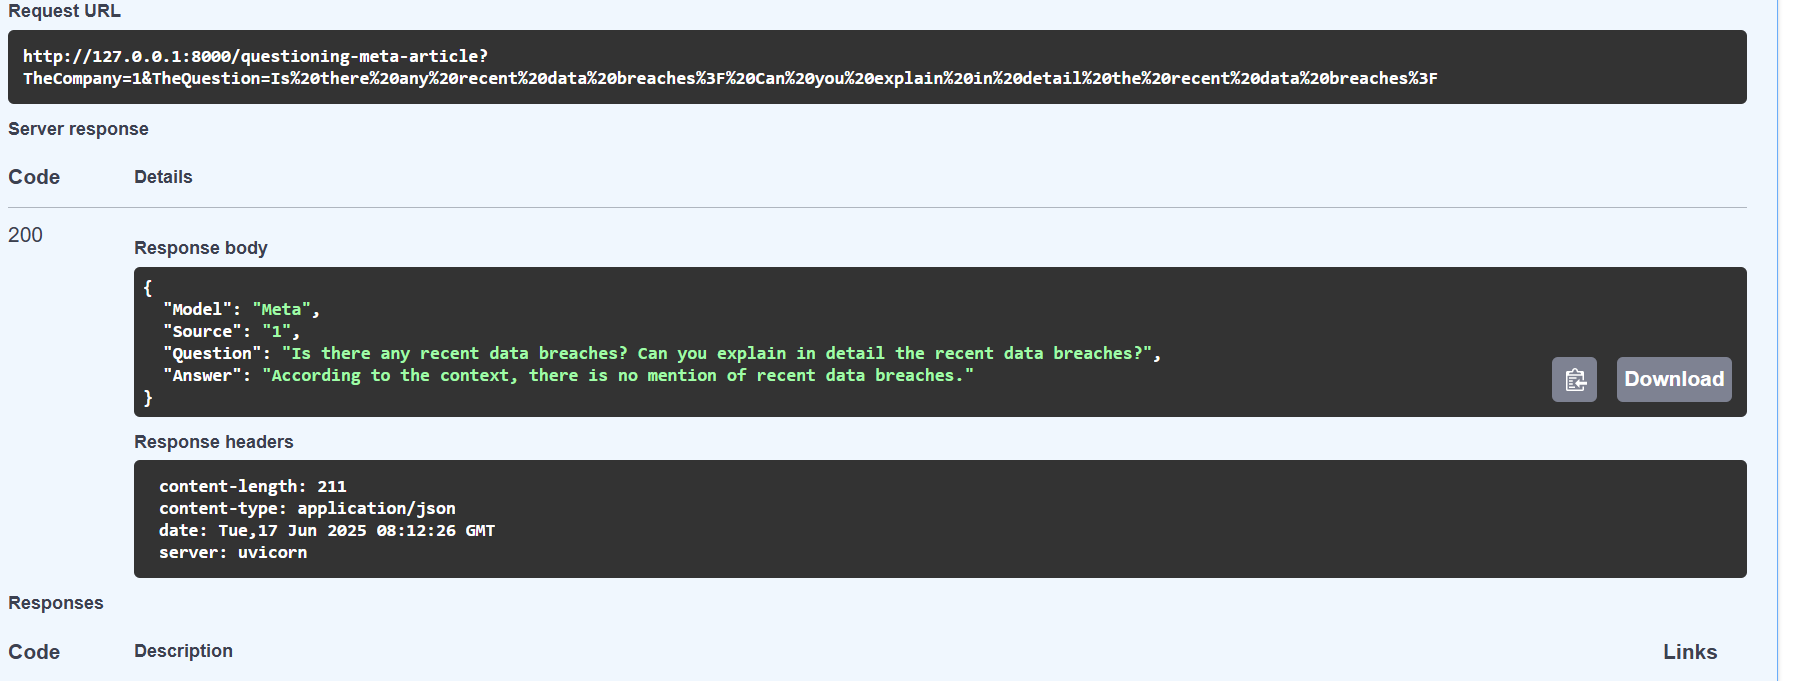 Request URL
http://127.0.0.1:8000/questioning-meta-article?
TheCompany=1&TheQuestion=Is%20there%20any%20recent%20data%20breaches%3F%20Can%20you%20explain%20in%20detail%20the%20recent%20data%20breaches%3F
Server response
Code Details
200
Response body
{
"Model": "Meta",
"Source": "1",
"Question": "Is there any recent data breaches? Can you explain in detail the recent data breaches?",
"Answer": "According to the context, there is no mention of recent data breaches."
}
Download
Response headers
content-length: 211
content-type: application/json
date: Tue,17 Jun 2025 08:12:26 GMT
server: uvicorn
Responses
Code Description Links